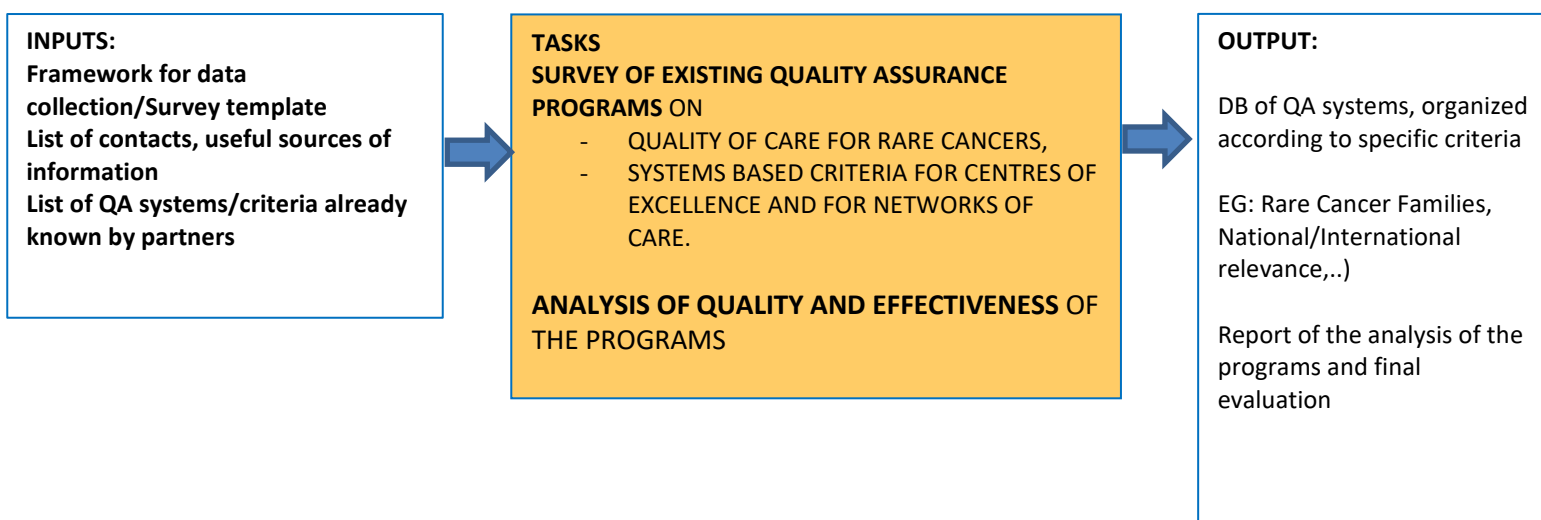 INPUTS:
Framework for data
collection/Survey template
List of contacts, useful sources of
information
List of QA systems/criteria already
known by partners
TASKS
SURVEY OF EXISTING QUALITY ASSURANCE
PROGRAMS ON
- QUALITY OF CARE FOR RARE CANCERS,
- SYSTEMS BASED CRITERIA FOR CENTRES OF
EXCELLENCE AND FOR NETWORKS OF
CARE.
ANALYSIS OF QUALITY AND EFFECTIVENESS OF
THE PROGRAMS
OUTPUT:
DB of QA systems, organized
according to specific criteria
EG: Rare Cancer Families,
National/International
relevance,..)
Report of the analysis of the
programs and final
evaluation